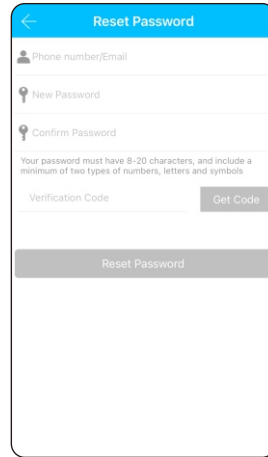 Reset Password
Phone number/Email
New Password
Confirm Password
Your password must have 8-20 characters, and include a
minimum of two types of numbers, letters and symbols
Verification Code
Get Code
Reset Password